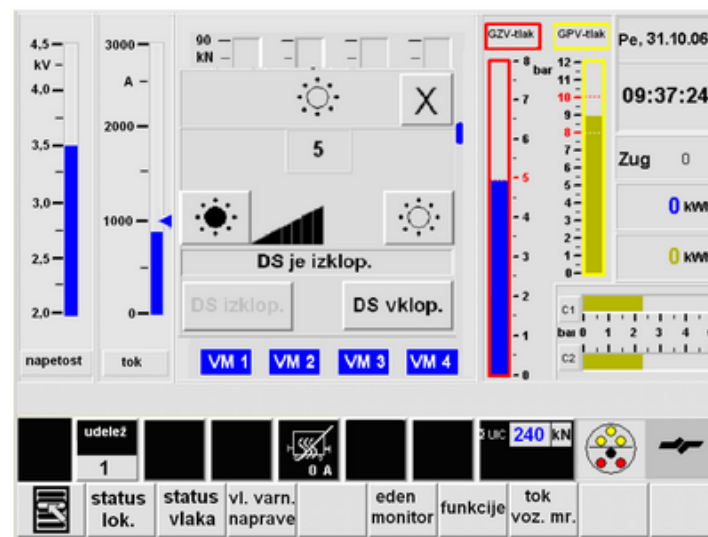 4,5
kV
4,0
3,5
3,0
2,5
2,0
napetost
3000
A
2000
1000
0
tok
90
kN
X
5
DS je izklop.
DS izklop.
DS vklop.
VM 1
VM 2
VM 3
VM 4
GZV-tlak
8
bar
7
6
5
4
3
2
1
0
GPV-tlak
12
11
10
9
8
7
6
5
4
3
2
1
0
Pe, 31.10.06
09:37:24
Zug 0
0 kWh
0 kWh
C1
bar 0 1 2 3 4
C2
udelež
1
0 A
UIC 240 kN
status lok.
status vlaka
vl. varn. naprave
eden monitor
funkcije
tok voz. mr.